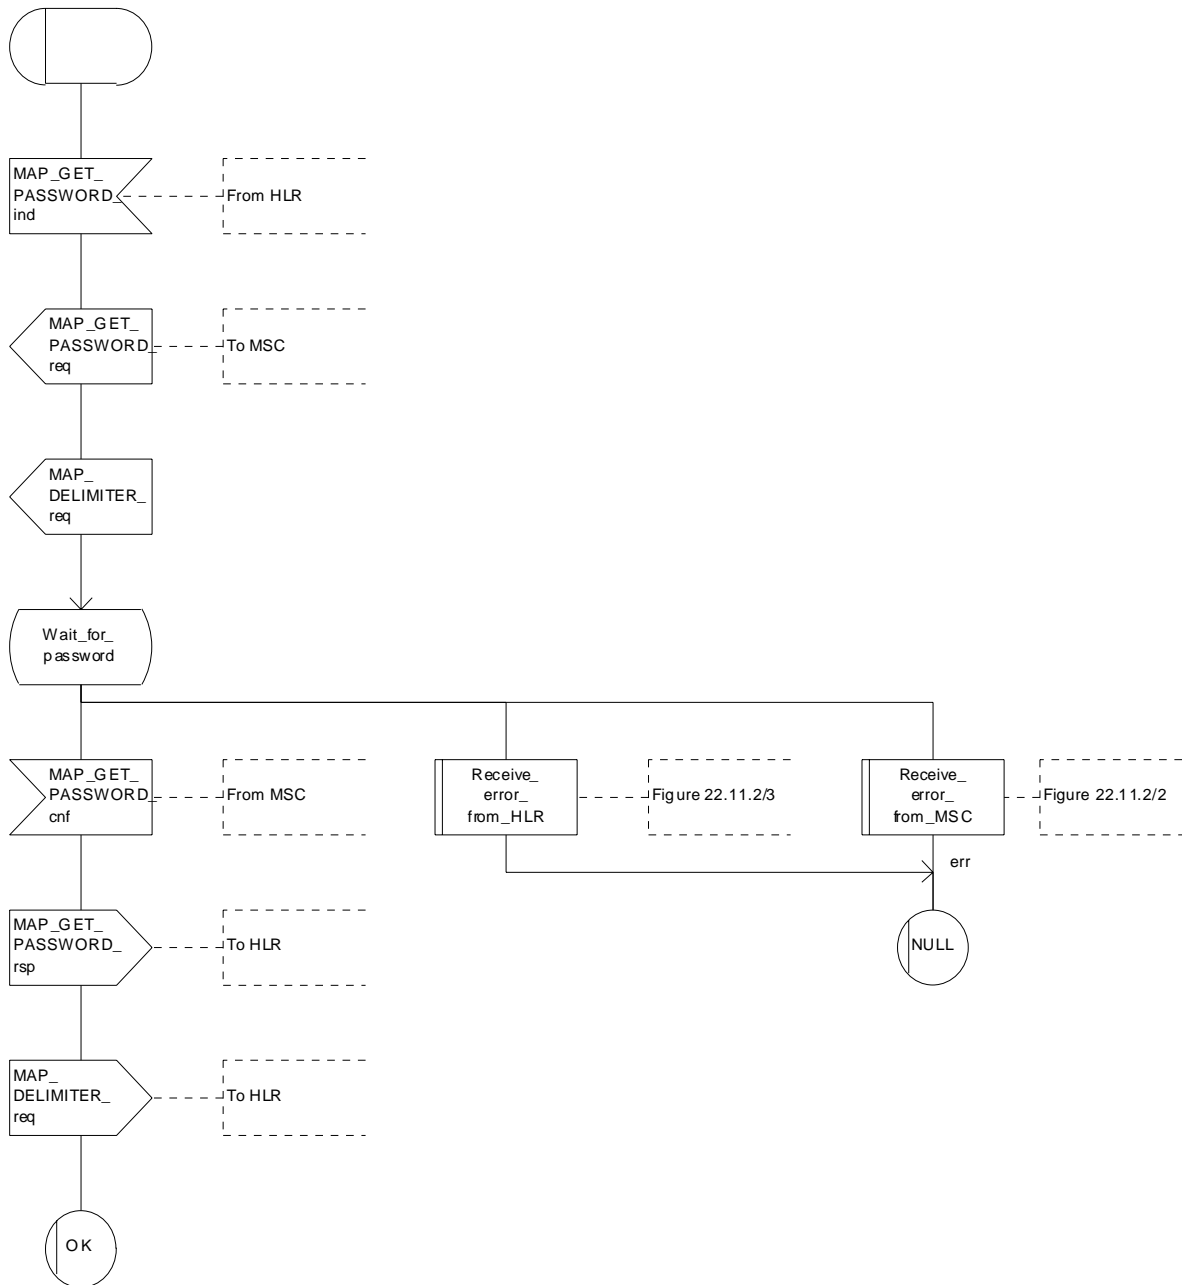 MAP_GET_
PASSWORD_
ind
From HLR
MAP_GET_
PASSWORD_
req
To MSC
MAP_
DELIMITER_
req
Wait_for_
password
MAP_GET_
PASSWORD_
cnf
From MSC
Receive_
error_
from_HLR
Figure 22.11.2/3
Receive_
error_
from_MSC
Figure 22.11.2/2
err
MAP_GET_
PASSWORD_
rsp
To HLR
NULL
MAP_
DELIMITER_
req
To HLR
OK